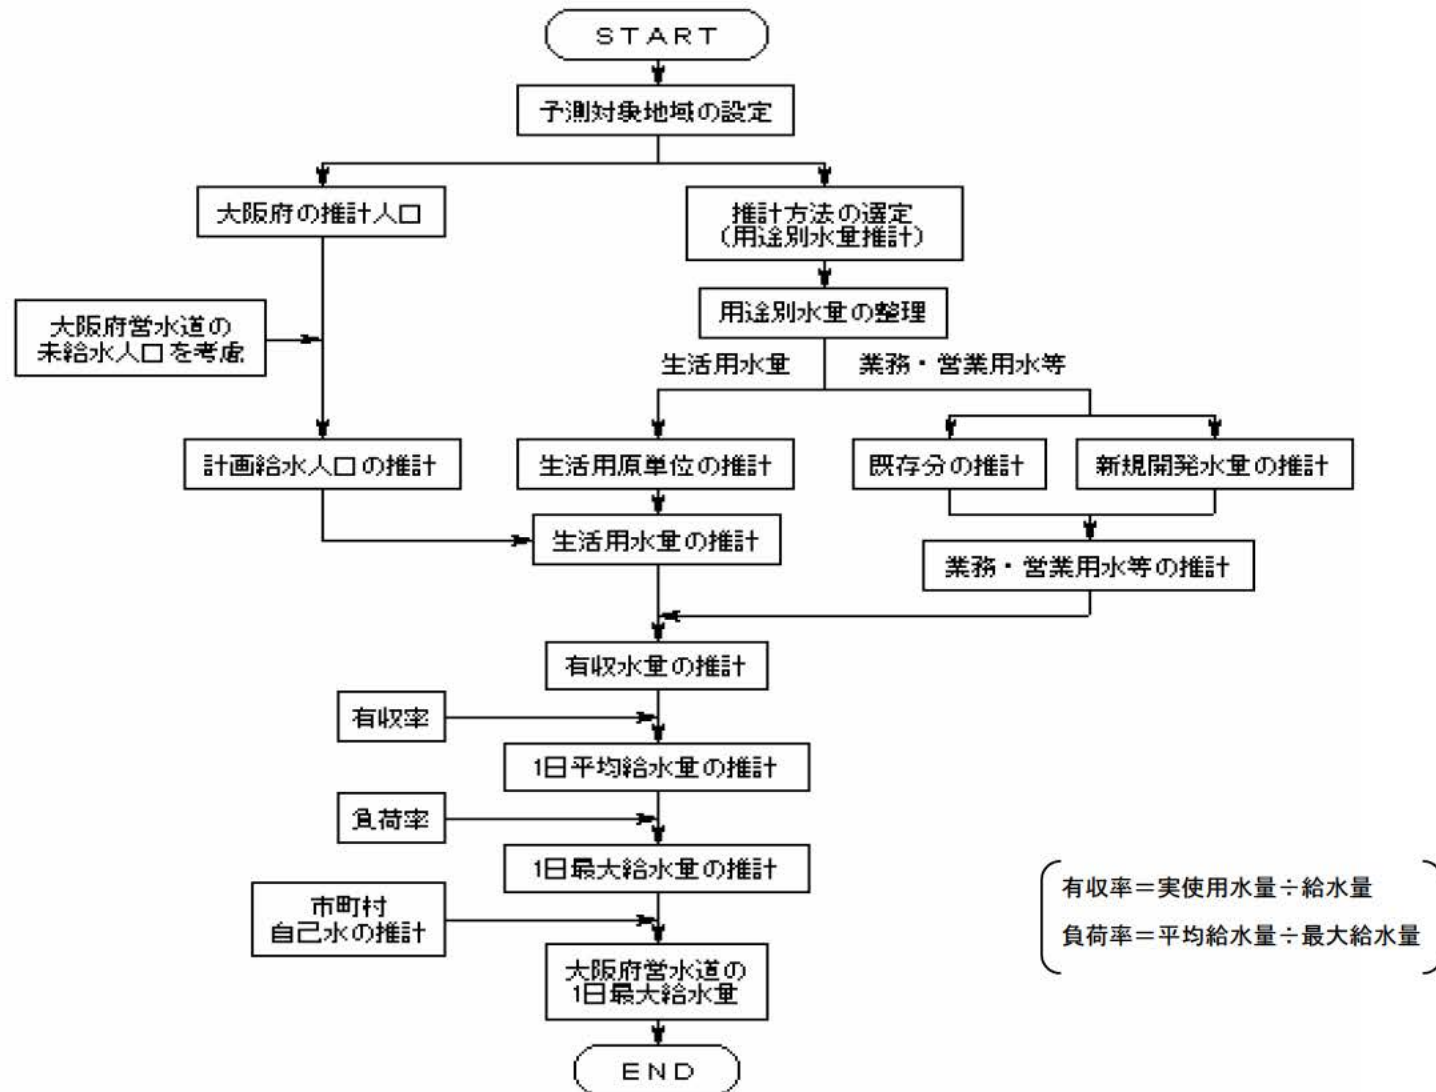 START
予測対象地域の設定
大阪府の推計人口
推計方法の選定
(用途別水量推計)
用途別水量の整理
大阪府営水道の
未給水人口を考慮
生活用水量
業務・営業用水等
計画給水人口の推計
生活用原単位の推計
既存分の推計
新規開発水量の推計
生活用水量の推計
業務・営業用水等の推計
有収水量の推計
有収率
1日平均給水量の推計
負荷率
1日最大給水量の推計
市町村
自己水の推計
大阪府営水道の
1日最大給水量
END
有収率=実使用水量÷給水量
負荷率=平均給水量÷最大給水量